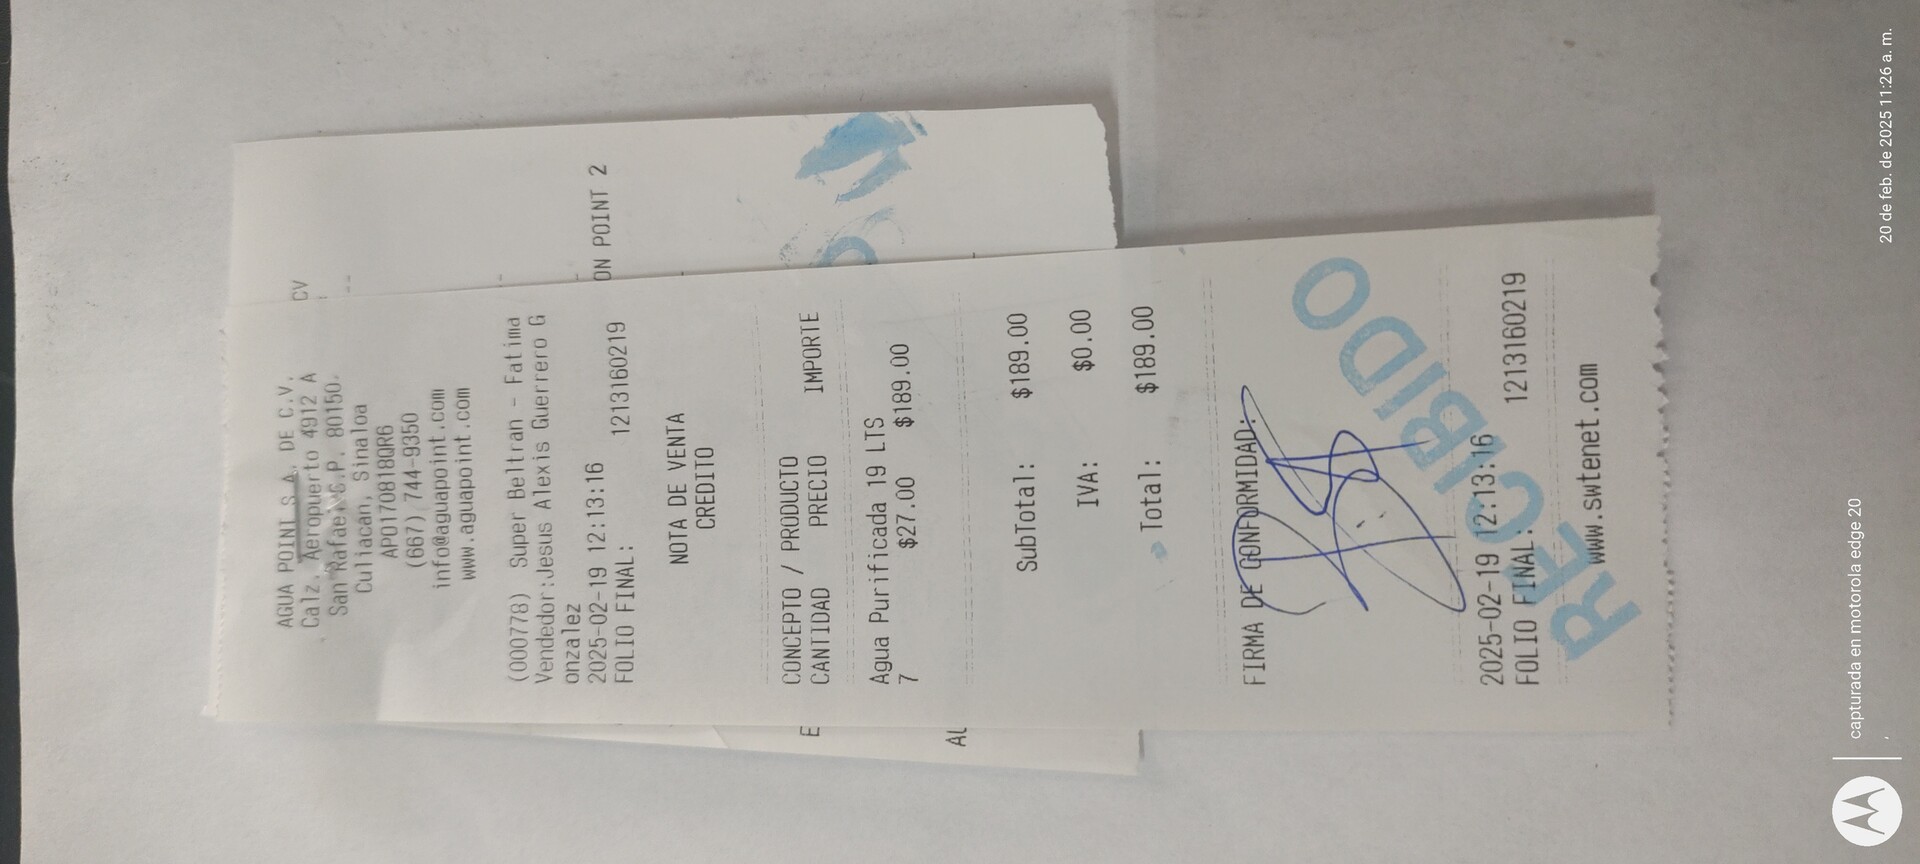 AGUA POINT S.A. DE C.V.
Calz. Aeropuerto 4912 A
San Rafael C.P. 80150.
Culiacán, Sinaloa
APO170818QR6
(667) 744-9350
info@aguapoint.com
www.aguapoint.com
(000778) Super Beltran - Fatima
Vendedor:Jesus Alexis Guerrero G
onzalez
2025-02-19 12:13:16
FOLIO FINAL: 1213160219
NOTA DE VENTA
CREDITO
CONCEPTO / PRODUCTO
CANTIDAD PRECIO IMPORTE
Agua Purificada 19 LTS
7 $27.00 $189.00
SubTotal: $189.00
IVA: $0.00
Total: $189.00
FIRMA DE CONFORMIDAD:
RECIBIDO
2025-02-19 12:13:16
FOLIO FINAL: 1213160219
www.swtenet.com
CV
ON POINT 2
E
AL
capturada en motorola edge 20
20 de feb. de 2025 11:26 a. m.